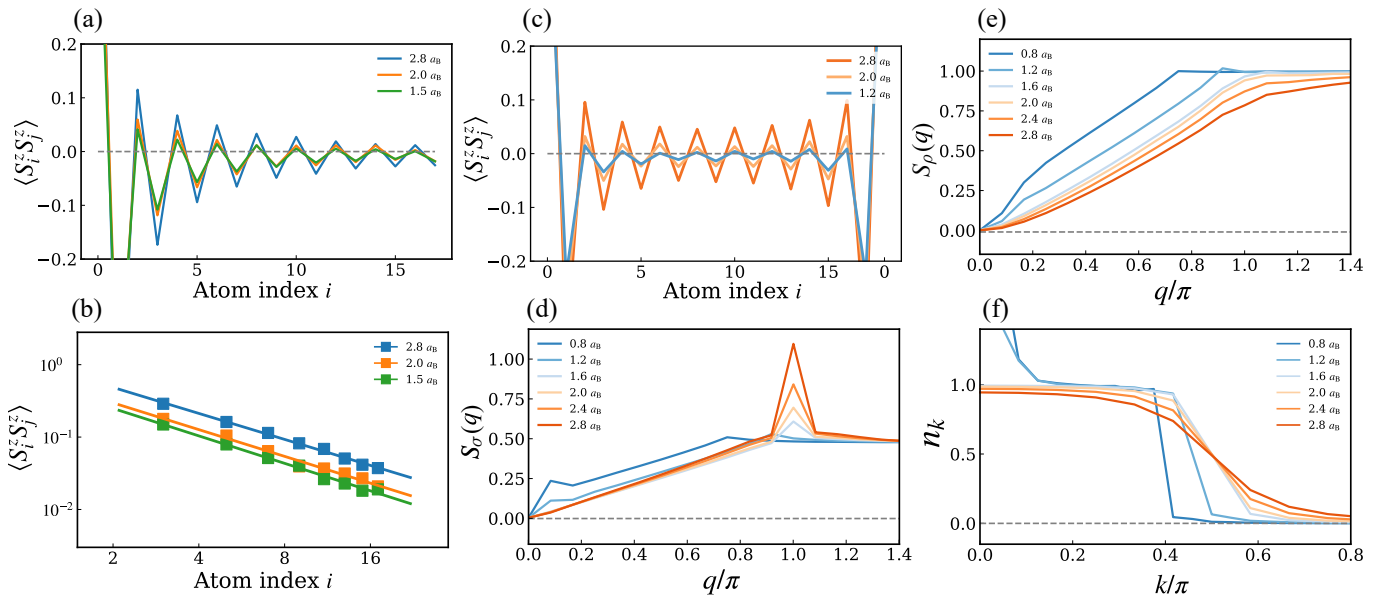 (a)
0.2
0.1
0.0
−0.1
−0.2
⟨S_i^z S_j^z⟩
0 5 10 15
Atom index i
2.8 a_B
2.0 a_B
1.5 a_B
(c)
0.2
0.1
0.0
−0.1
−0.2
⟨S_i^z S_j^z⟩
0 5 10 15 0
Atom index i
2.8 a_B
2.0 a_B
1.2 a_B
(e)
1.00
0.75
0.50
0.25
0.00
S_ρ(q)
0.0 0.2 0.4 0.6 0.8 1.0 1.2 1.4
q/π
0.8 a_B
1.2 a_B
1.6 a_B
2.0 a_B
2.4 a_B
2.8 a_B
(b)
10^0
10^−1
10^−2
⟨S_i^z S_j^z⟩
2 4 8 16
Atom index i
2.8 a_B
2.0 a_B
1.5 a_B
(d)
1.00
0.75
0.50
0.25
0.00
S_σ(q)
0.0 0.2 0.4 0.6 0.8 1.0 1.2 1.4
q/π
0.8 a_B
1.2 a_B
1.6 a_B
2.0 a_B
2.4 a_B
2.8 a_B
(f)
1.0
0.5
0.0
n_k
0.0 0.2 0.4 0.6 0.8
k/π
0.8 a_B
1.2 a_B
1.6 a_B
2.0 a_B
2.4 a_B
2.8 a_B